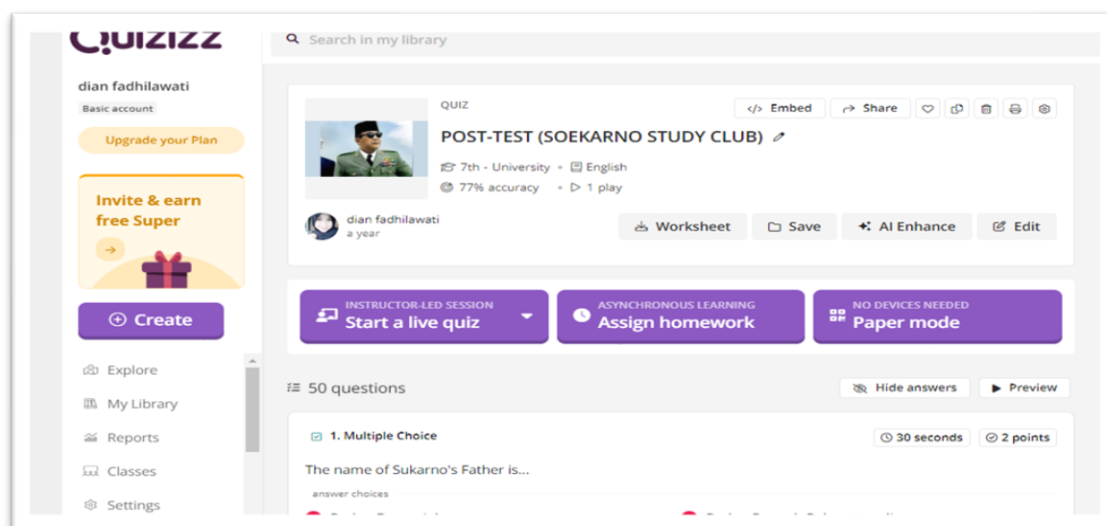 Quizizz
Search in my library
dian fadhilawati
Basic account
Upgrade your Plan
Invite & earn
free Super
Create
Explore
My Library
Reports
Classes
Settings
QUIZ
</> Embed
Share
POST-TEST (SOEKARNO STUDY CLUB)
7th - University • English
77% accuracy • 1 play
dian fadhilawati
a year
Worksheet
Save
AI Enhance
Edit
INSTRUCTOR-LED SESSION
Start a live quiz
ASYNCHRONOUS LEARNING
Assign homework
NO DEVICES NEEDED
Paper mode
50 questions
Hide answers
Preview
1. Multiple Choice
30 seconds
2 points
The name of Sukarno's Father is...
answer choices